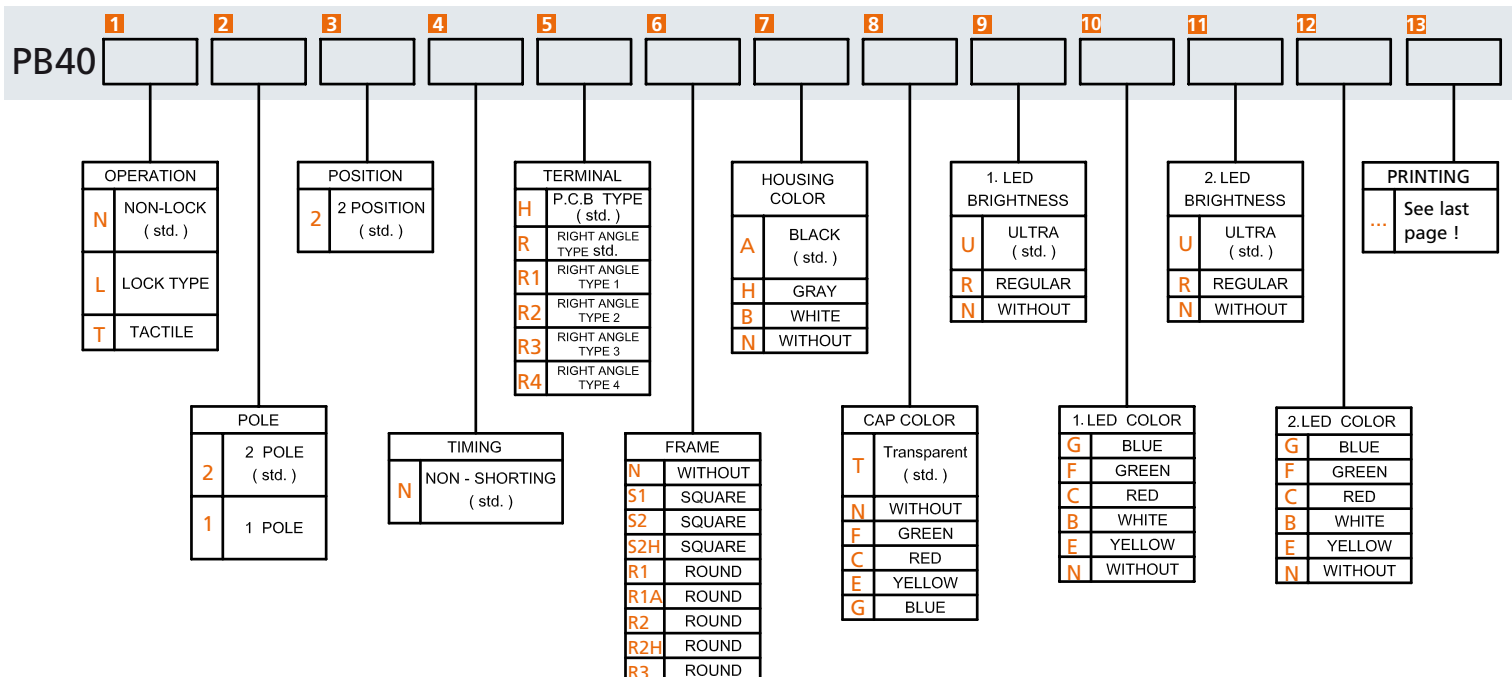 1 2 3 4 5 6 7 8 9 10 11 12 13
PB40
OPERATION
N NON-LOCK
( std. )
L LOCK TYPE
T TACTILE
POSITION
2 2 POSITION
( std. )
TERMINAL
H P.C.B TYPE
( std. )
R RIGHT ANGLE
TYPE std.
R1 RIGHT ANGLE
TYPE 1
R2 RIGHT ANGLE
TYPE 2
R3 RIGHT ANGLE
TYPE 3
R4 RIGHT ANGLE
TYPE 4
HOUSING
COLOR
A BLACK
( std. )
H GRAY
B WHITE
N WITHOUT
1. LED
BRIGHTNESS
U ULTRA
( std. )
R REGULAR
N WITHOUT
2. LED
BRIGHTNESS
U ULTRA
( std. )
R REGULAR
N WITHOUT
PRINTING
... See last
page !
POLE
2 2 POLE
( std. )
1 1 POLE
TIMING
N NON - SHORTING
( std. )
FRAME
N WITHOUT
S1 SQUARE
S2 SQUARE
S2H SQUARE
R1 ROUND
R1A ROUND
R2 ROUND
R2H ROUND
R3 ROUND
CAP COLOR
T Transparent
( std. )
N WITHOUT
F GREEN
C RED
E YELLOW
G BLUE
1. LED COLOR
G BLUE
F GREEN
C RED
B WHITE
E YELLOW
N WITHOUT
2.LED COLOR
G BLUE
F GREEN
C RED
B WHITE
E YELLOW
N WITHOUT